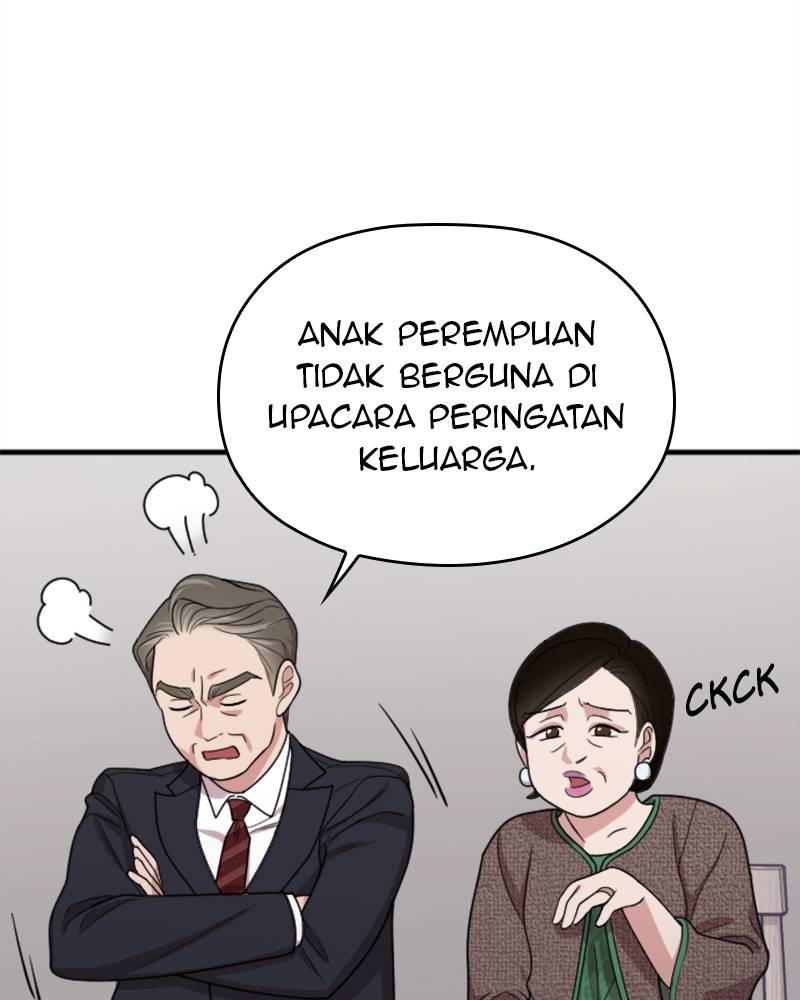 ANAK PEREMPUAN
TIDAK BERGUNA DI
UPACARA PERINGATAN
KELUARGA.
CKCK